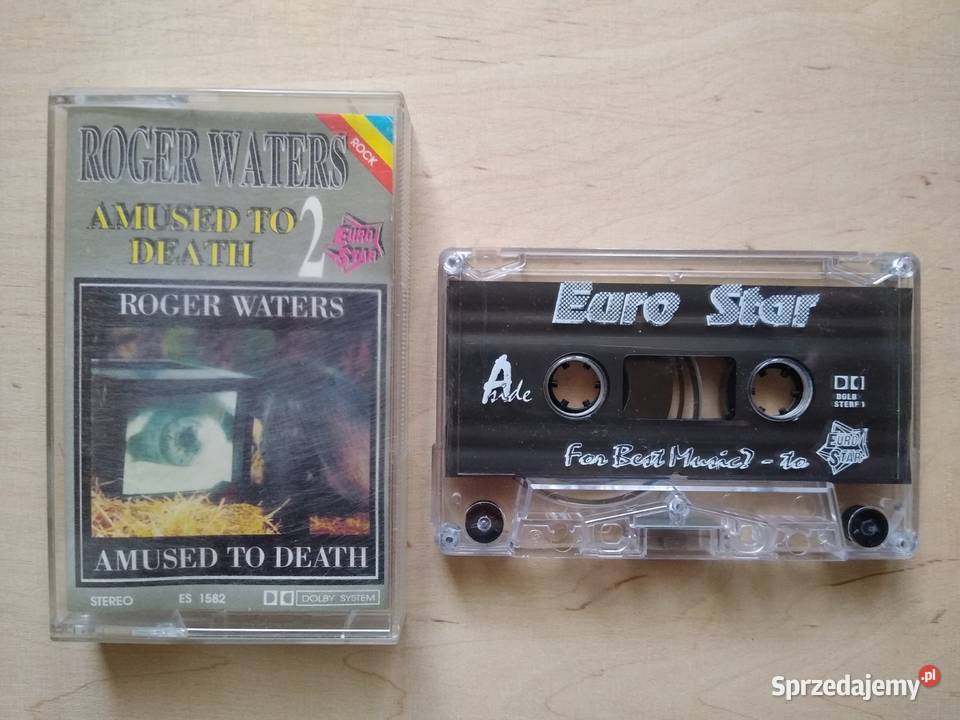 ROGER WATERS
ROCK
AMUSED TO
DEATH
2
EURO
STAR
ROGER WATERS
AMUSED TO DEATH
STEREO ES 1582 DOLBY SYSTEM
Euro Star
A side
For Best Music? - to
EURO
STAR
Sprzedajemy.pl